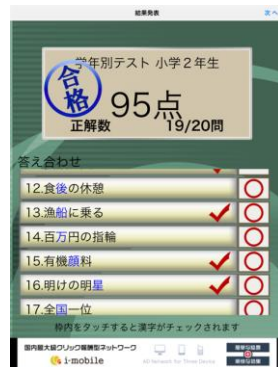 結果発表
次へ
学年別テスト 小学2年生
合格
95点
正解数
19/20問
答え合わせ
12.食後の休憩
13.漁船に乗る
14.百万円の指輪
15.有機顔料
16.明けの明星
17.全国一位
枠内をタッチすると漢字がチェックされます
国内最大級クリック報酬型ネットワーク
i-mobile
Ad Network for Three Device